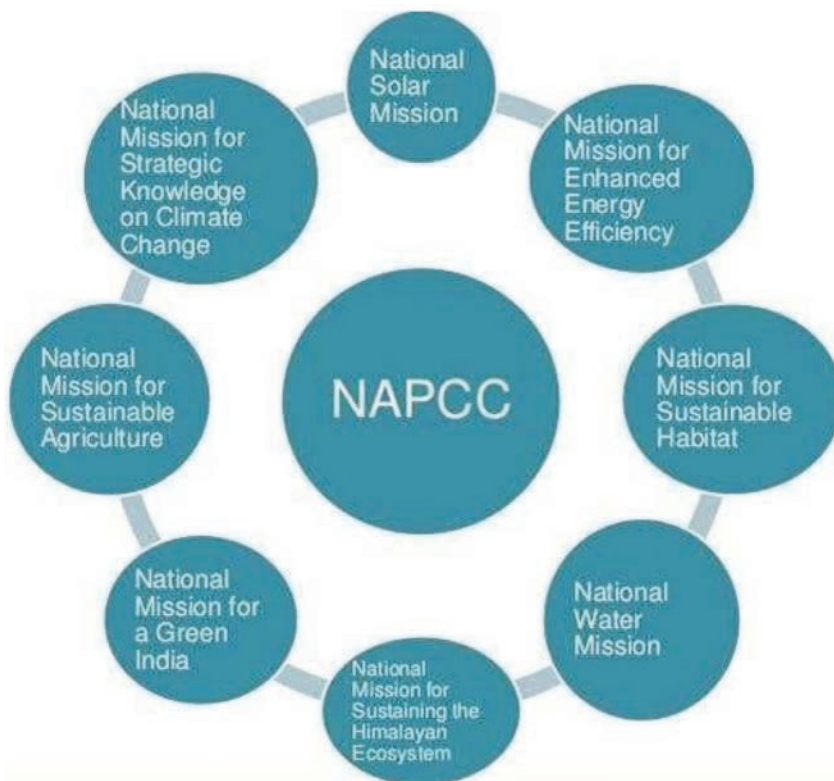 National
Solar
Mission
National
Mission for
Enhanced
Energy
Efficiency
National
Mission for
Sustainable
Habitat
National
Water
Mission
National
Mission for
Sustaining the
Himalayan
Ecosystem
National
Mission for
a Green
India
National
Mission for
Sustainable
Agriculture
National
Mission for
Strategic
Knowledge
on Climate
Change
NAPCC